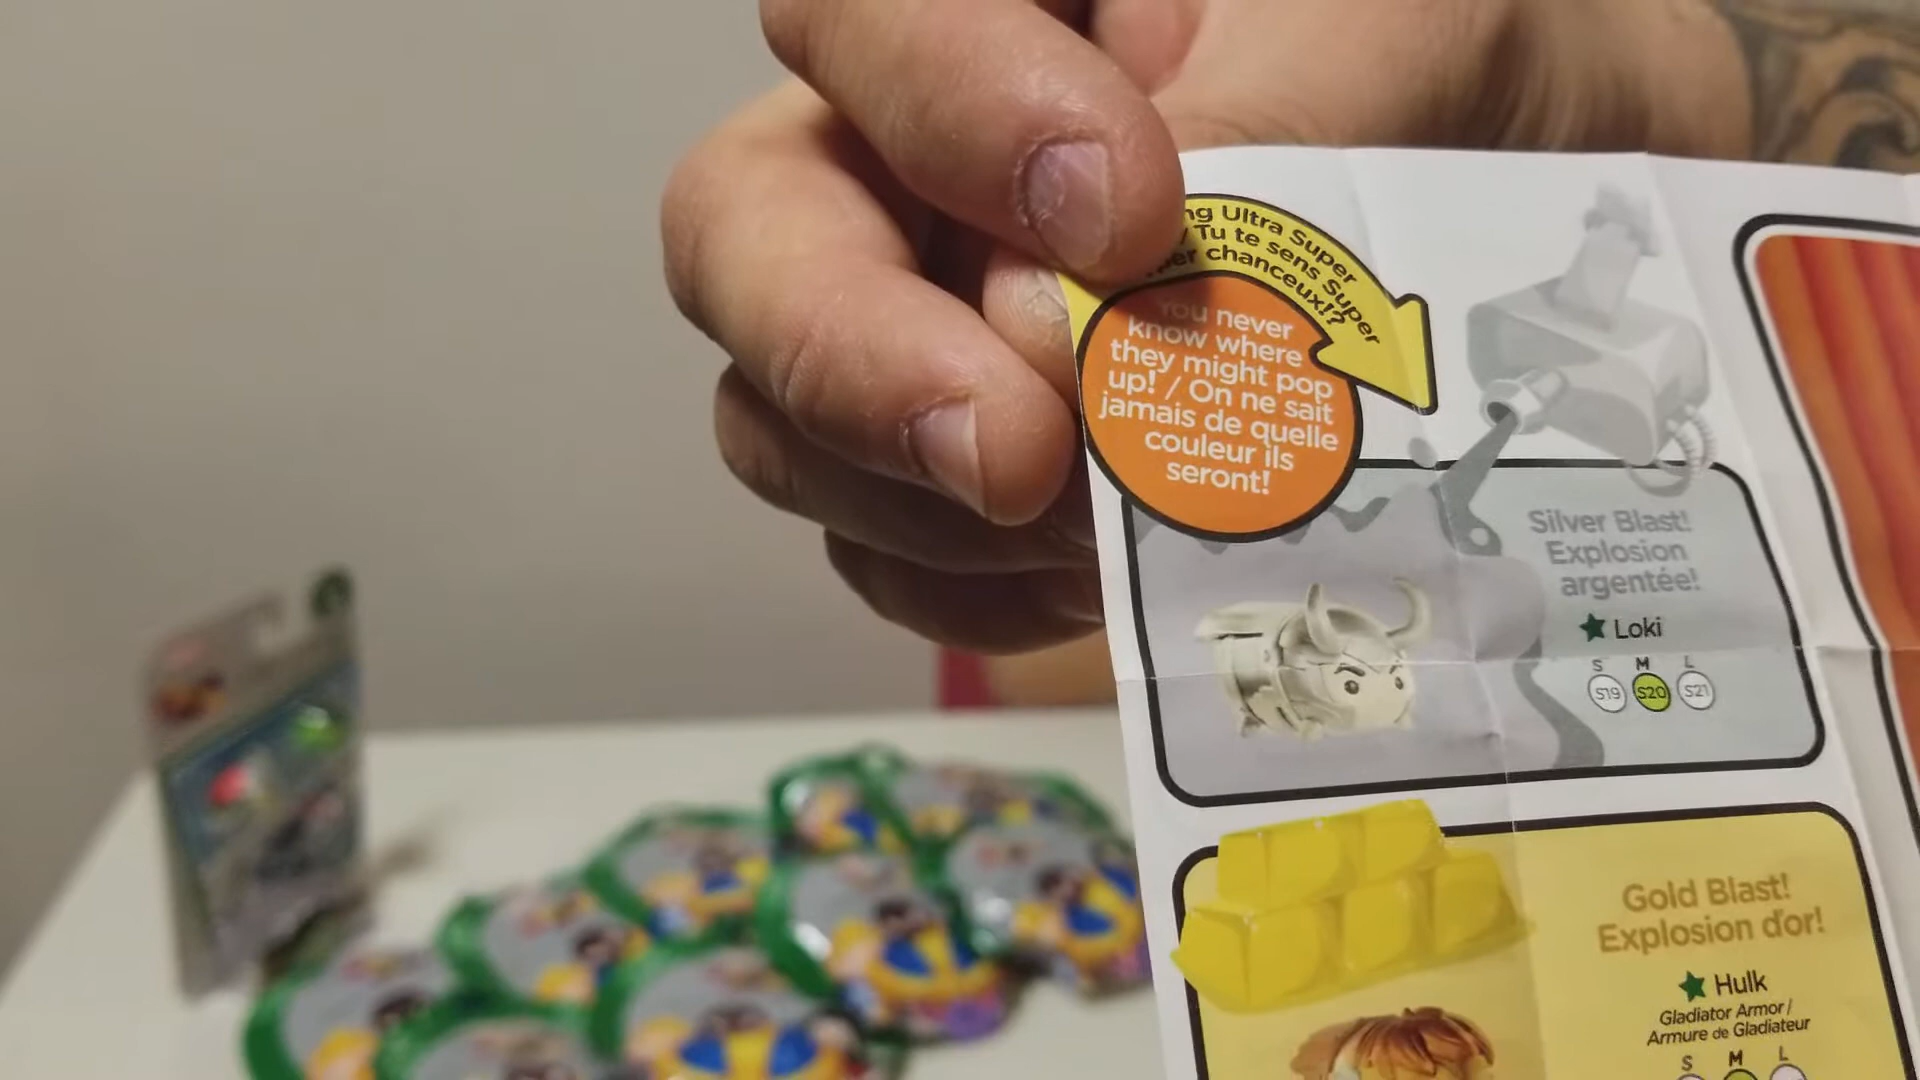 Ultra Super
/ Tu te sens Super
chanceux!?
You never
know where
they might pop
up! / On ne sait
jamais de quelle
couleur ils
seront!
Silver Blast!
Explosion
argentée!
★ Loki
S M L
S19 S20 S21
Gold Blast!
Explosion d'or!
★ Hulk
Gladiator Armor /
Armure de Gladiateur
S M L